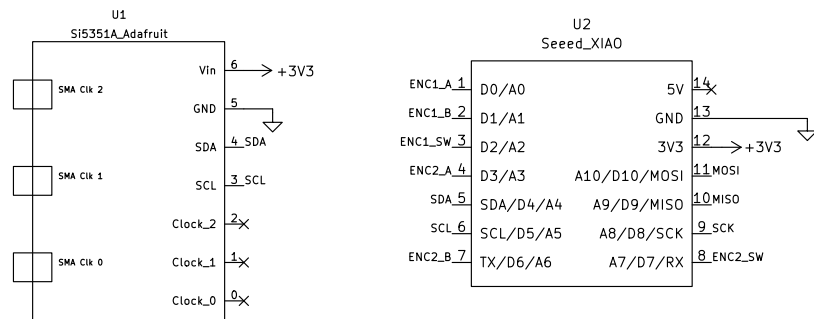 U1
Si5351A_Adafruit
SMA Clk 2
SMA Clk 1
SMA Clk 0
Vin 6 +3V3
GND 5
SDA 4 SDA
SCL 3 SCL
Clock_2 2
Clock_1 1
Clock_0 0
U2
Seeed_XIAO
ENC1_A 1 D0/A0 5V 14
ENC1_B 2 D1/A1 GND 13
ENC1_SW 3 D2/A2 3V3 12 +3V3
ENC2_A 4 D3/A3 A10/D10/MOSI 11 MOSI
SDA 5 SDA/D4/A4 A9/D9/MISO 10 MISO
SCL 6 SCL/D5/A5 A8/D8/SCK 9 SCK
ENC2_B 7 TX/D6/A6 A7/D7/RX 8 ENC2_SW